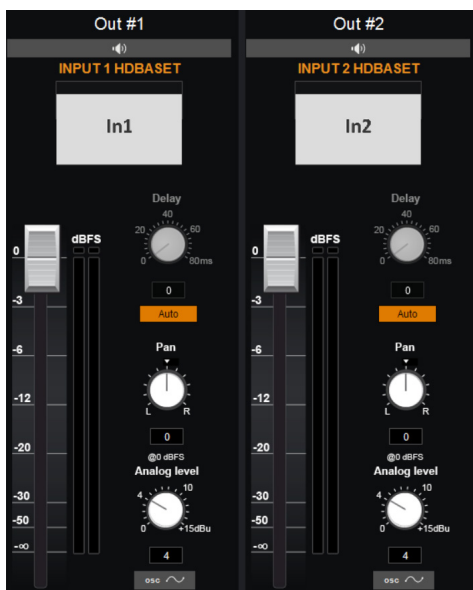 Out #1
INPUT 1 HDBASET
In1
Delay
40
20 60
0 80ms
0
Auto
dBFS
0
-3
-6
-12
-20
-30
-50
-∞
Pan
L R
0
@0 dBFS
Analog level
4 10
0 +15dBu
4
osc
Out #2
INPUT 2 HDBASET
In2
Delay
40
20 60
0 80ms
0
Auto
dBFS
0
-3
-6
-12
-20
-30
-50
-∞
Pan
L R
0
@0 dBFS
Analog level
4 10
0 +15dBu
4
osc